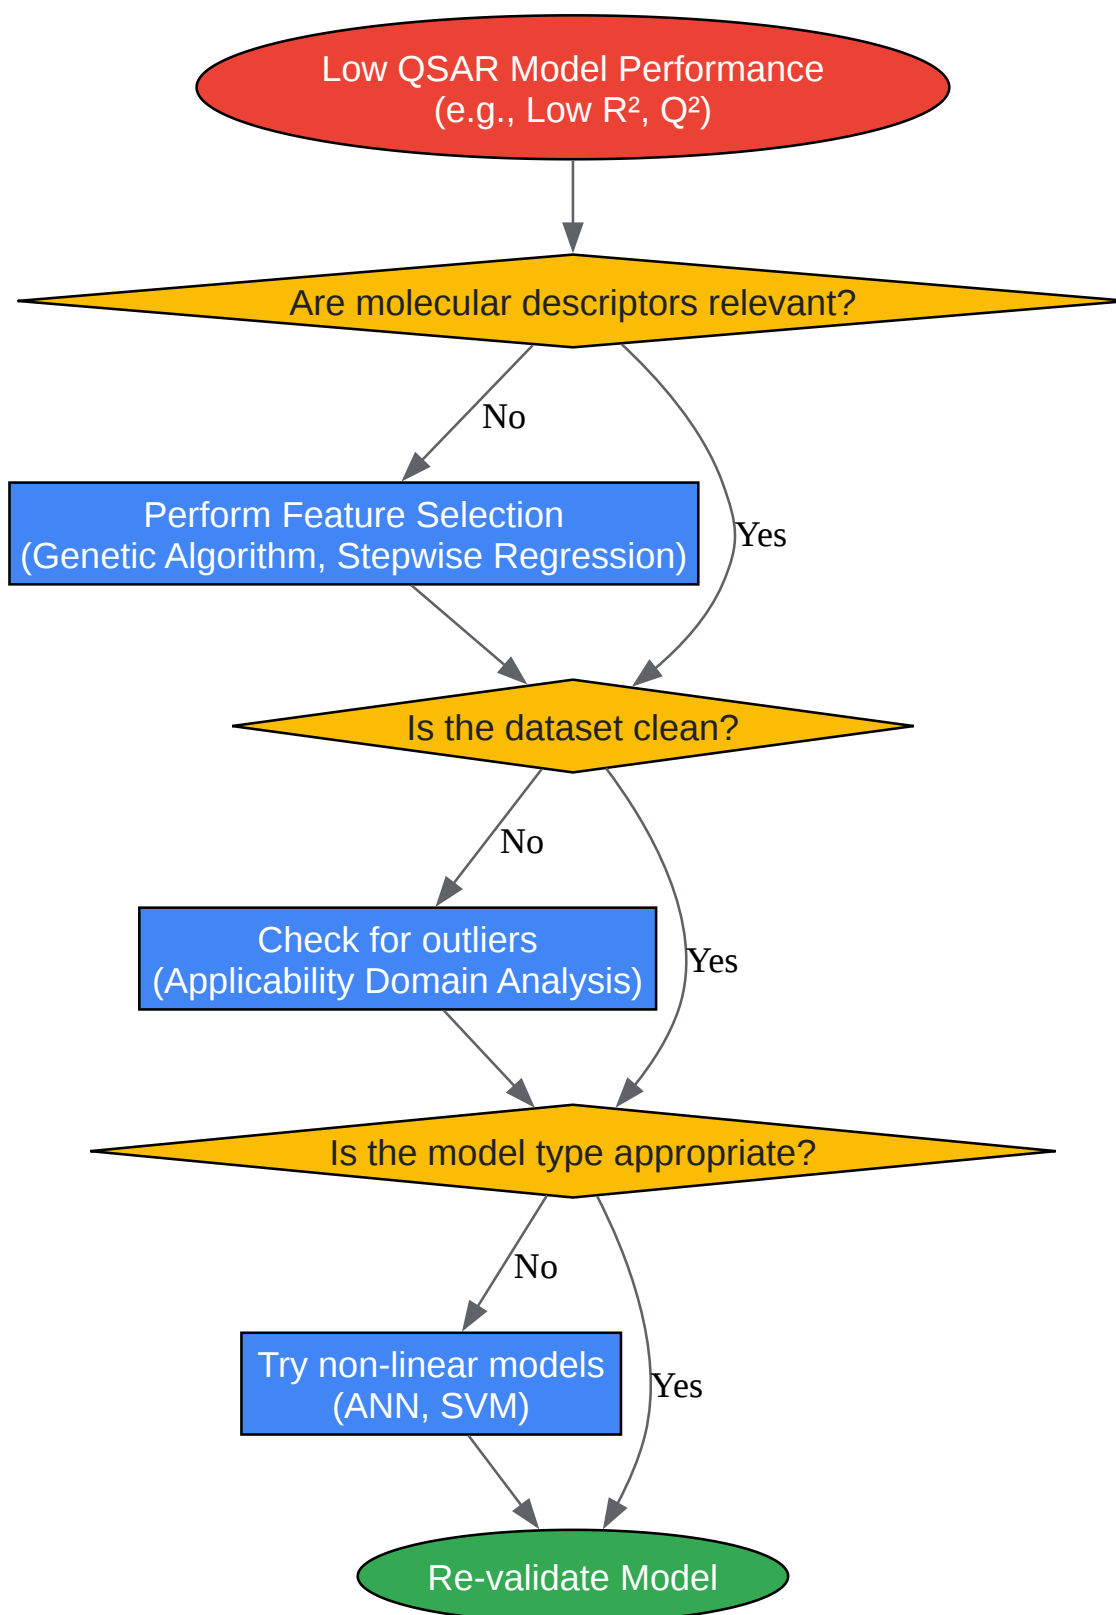 Low QSAR Model Performance
(e.g., Low R², Q²)
Are molecular descriptors relevant?
No
Perform Feature Selection
(Genetic Algorithm, Stepwise Regression)
Yes
Is the dataset clean?
No
Check for outliers
(Applicability Domain Analysis)
Yes
Is the model type appropriate?
No
Try non-linear models
(ANN, SVM)
Yes
Re-validate Model